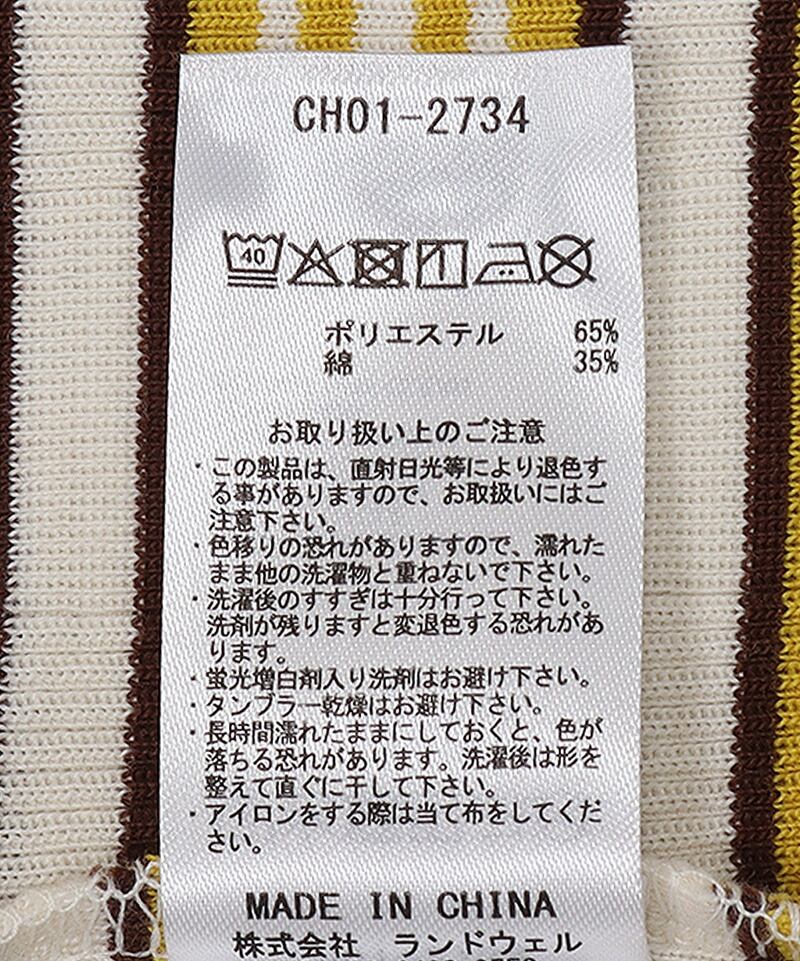 CH01-2734
40
ポリエステル 65%
綿 35%
お取り扱い上のご注意
・この製品は、直射日光等により退色す
る事がありますので、お取扱いにはご
注意下さい。
・色移りの恐れがありますので、濡れた
まま他の洗濯物と重ねないで下さい。
・洗濯後のすすぎは十分行って下さい。
洗剤が残りますと変退色する恐れがあ
ります。
・蛍光増白剤入り洗剤はお避け下さい。
・タンブラー乾燥はお避け下さい。
・長時間濡れたままにしておくと、色が
落ちる恐れがあります。洗濯後は形を
整えて直ぐに干して下さい。
・アイロンをする際は当て布をしてくだ
さい。
MADE IN CHINA
株式会社 ランドウェル